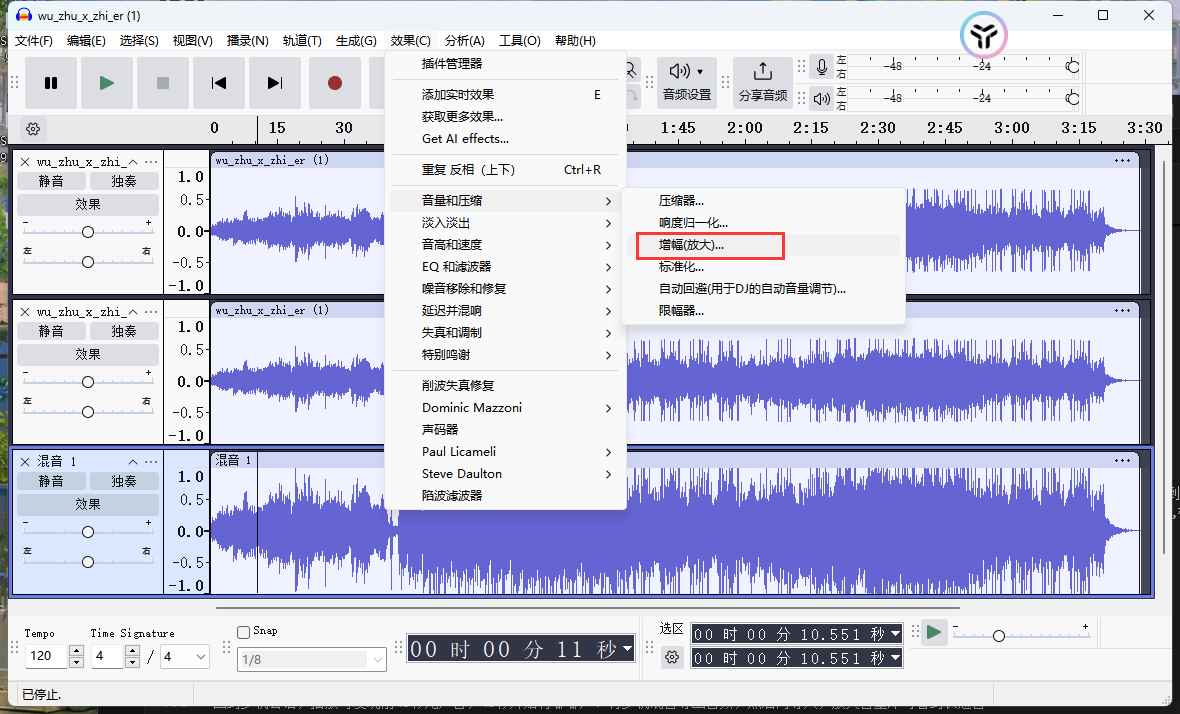 wu_zhu_x_zhi_er (1)
文件(F) 编辑(E) 选择(S) 视图(V) 播录(N) 轨道(T) 生成(G) 效果(C) 分析(A) 工具(O) 帮助(H)
插件管理器
添加实时效果 E
获取更多效果...
Get AI effects...
重复 反相（上下） Ctrl+R
音量和压缩
淡入淡出
音高和速度
EQ 和滤波器
噪音移除和修复
延迟并混响
失真和调制
特别鸣谢
削波失真修复
Dominic Mazzoni
声码器
Paul Licameli
Steve Daulton
陷波滤波器
压缩器...
响度归一化...
增幅(放大)...
标准化...
自动回避(用于DJ的自动音量调节)...
限幅器...
音频设置
分享音频
左 -48 -24 0
右
左 -48 -24 0
右
0 15 30 1:45 2:00 2:15 2:30 2:45 3:00 3:15 3:30
wu_zhu_x_zhi_ ...
静音 独奏
效果
- +
左 右
1.0
0.5-
0.0-
-0.5-
-1.0
wu_zhu_x_zhi_er (1)
wu_zhu_x_zhi_ ...
静音 独奏
效果
- +
左 右
1.0
0.5-
0.0-
-0.5-
-1.0
wu_zhu_x_zhi_er (1)
混音 1
静音 独奏
效果
- +
左 右
1.0
0.5-
0.0-
-0.5-
-1.0
混音 1
Tempo
120
Time Signature
4 / 4
Snap
1/8
00 时 00 分 11 秒
选区
00 时 00 分 10.551 秒
00 时 00 分 10.551 秒
- +
已停止.